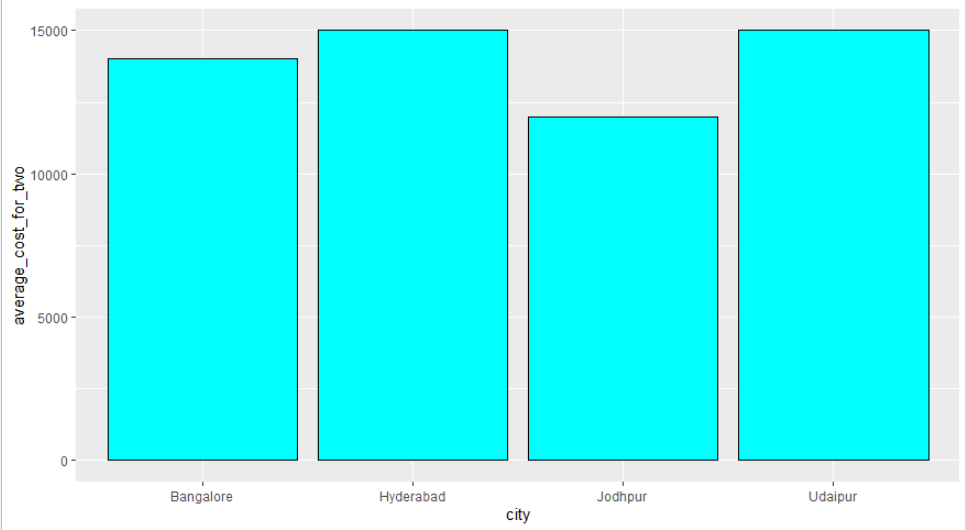 average_cost_for_two
15000
10000
5000
0
Bangalore
Hyderabad
Jodhpur
Udaipur
city